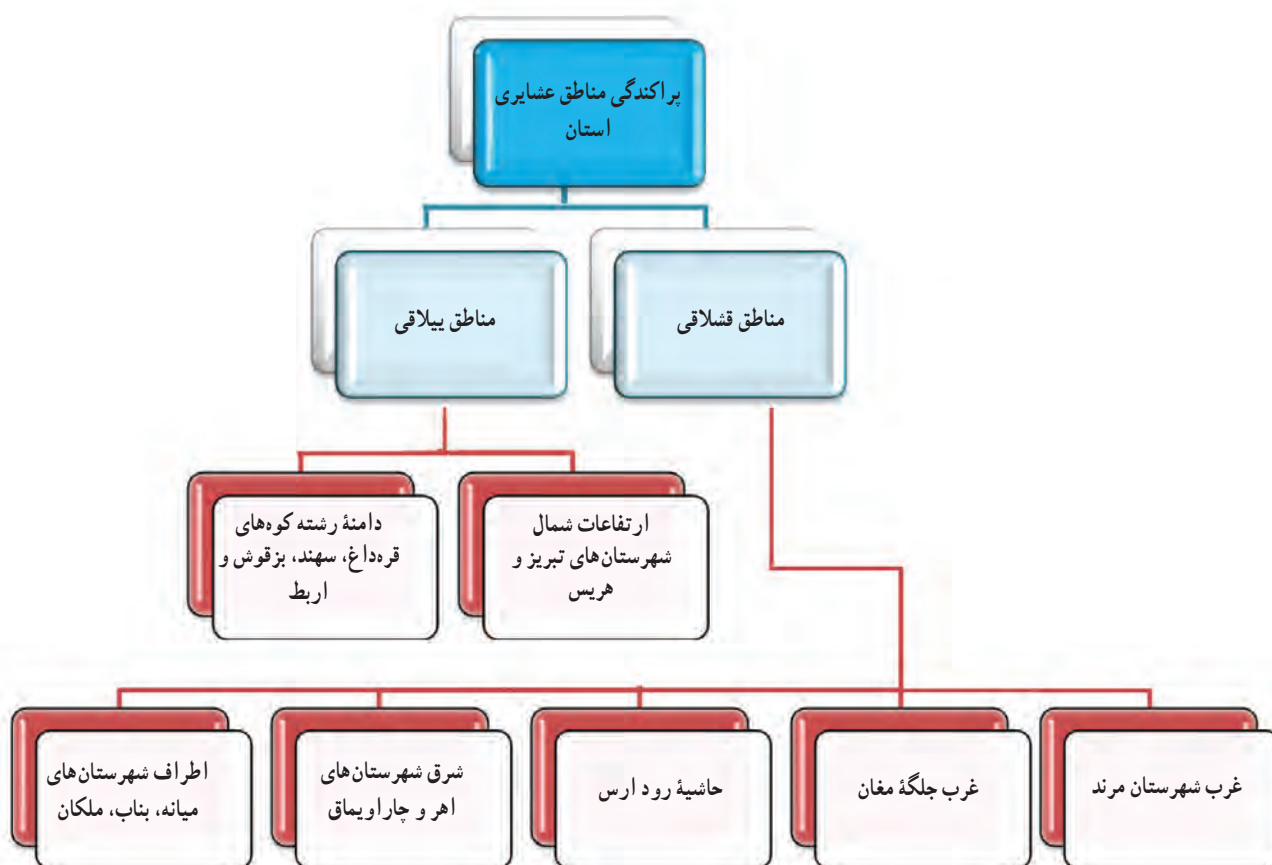 پراکندگی مناطق عشایری
استان
مناطق قشلاقی
مناطق ییلاقی
ارتفاعات شمال
شهرستان‌های تبریز و
هریس
دامنهٔ رشته کوه‌های
قره‌داغ، سهند، بزقوش و
اربط
غرب شهرستان مرند
غرب جلگهٔ مغان
حاشیهٔ رود ارس
شرق شهرستان‌های
اهر و چاراویماق
اطراف شهرستان‌های
میانه، بناب، ملکان